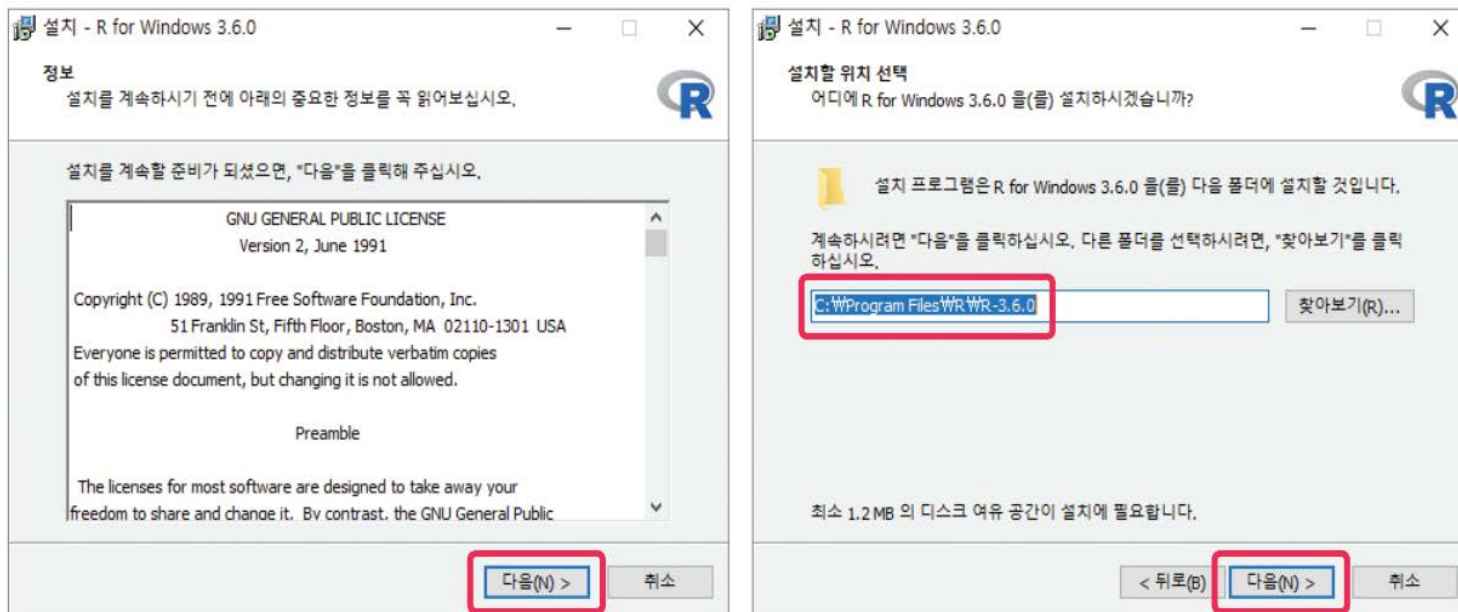 설치 - R for Windows 3.6.0
정보
설치를 계속하시기 전에 아래의 중요한 정보를 꼭 읽어보십시오.
R
설치를 계속할 준비가 되셨으면, "다음"을 클릭해 주십시오.
GNU GENERAL PUBLIC LICENSE
Version 2, June 1991
Copyright (C) 1989, 1991 Free Software Foundation, Inc.
51 Franklin St, Fifth Floor, Boston, MA 02110-1301 USA
Everyone is permitted to copy and distribute verbatim copies
of this license document, but changing it is not allowed.
Preamble
The licenses for most software are designed to take away your
freedom to share and change it. By contrast, the GNU General Public
다음(N) > 취소
설치 - R for Windows 3.6.0
설치할 위치 선택
어디에 R for Windows 3.6.0 을(를) 설치하시겠습니까?
R
설치 프로그램은 R for Windows 3.6.0 을(를) 다음 폴더에 설치할 것입니다.
계속하시려면 "다음"을 클릭하십시오. 다른 폴더를 선택하시려면, "찾아보기"를 클릭
하십시오.
C:₩Program Files₩R₩R-3.6.0 찾아보기(R)...
최소 1.2 MB 의 디스크 여유 공간이 설치에 필요합니다.
< 뒤로(B) 다음(N) > 취소